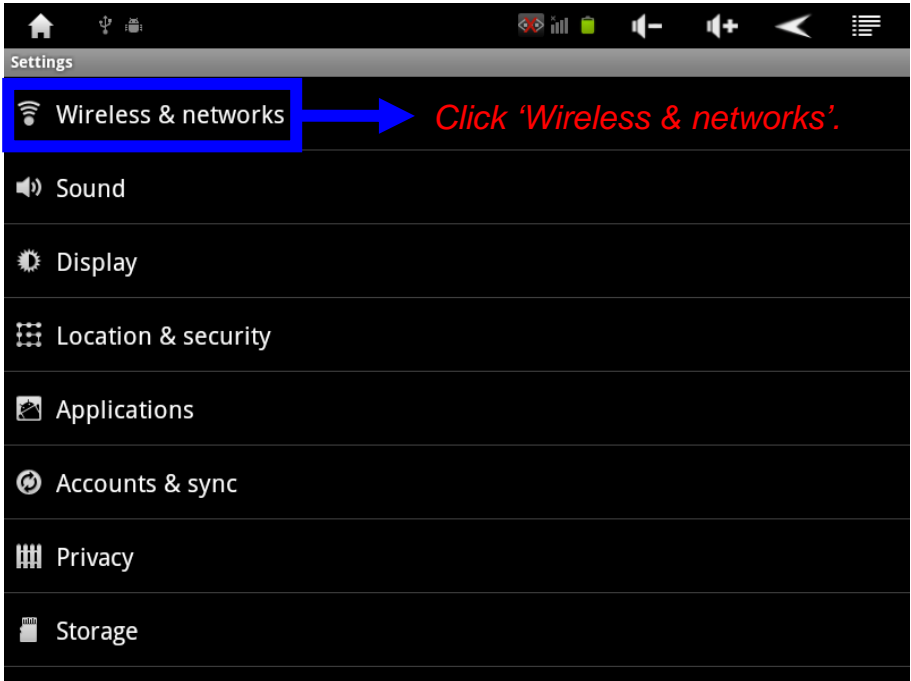 Settings
Wireless & networks
Click ‘Wireless & networks’.
Sound
Display
Location & security
Applications
Accounts & sync
Privacy
Storage